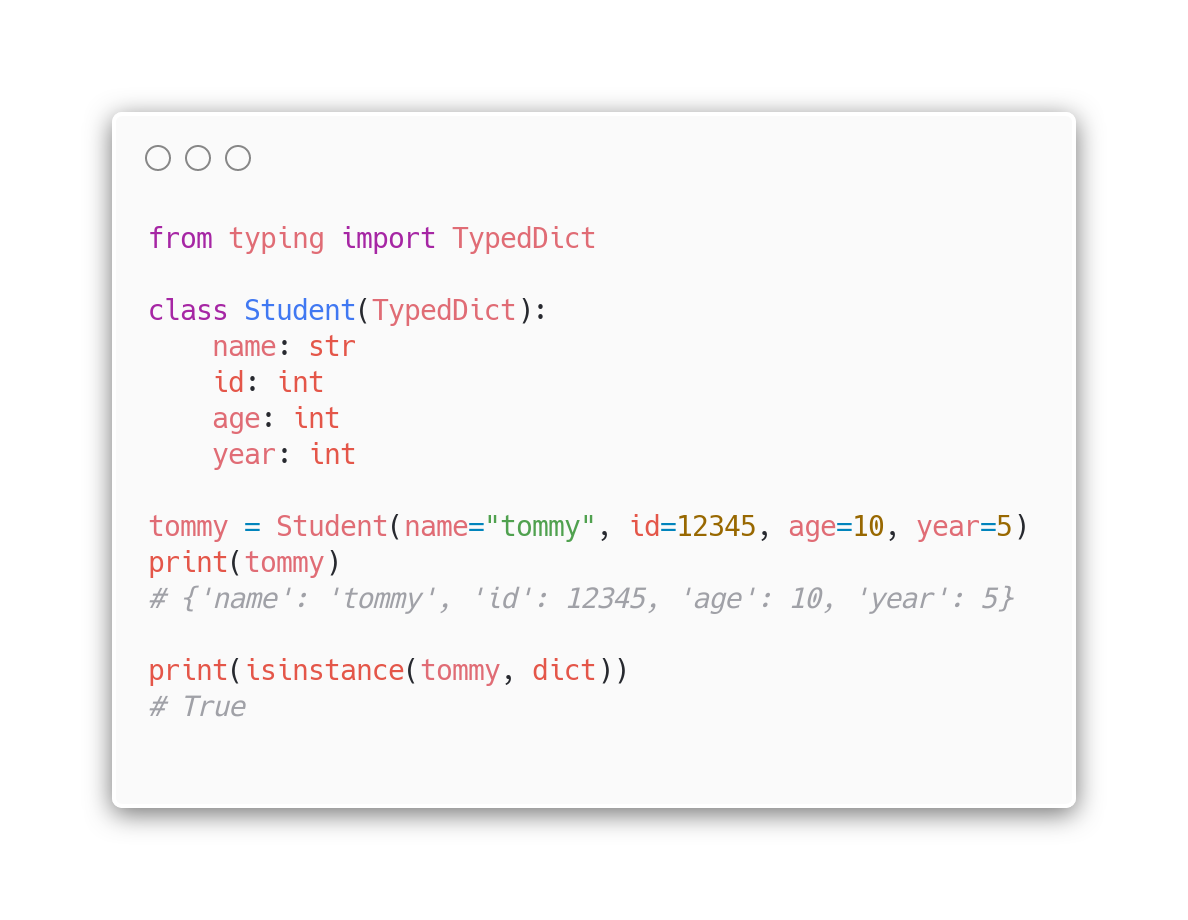 from typing import TypedDict
class Student(TypedDict):
    name: str
    id: int
    age: int
    year: int
tommy = Student(name="tommy", id=12345, age=10, year=5)
print(tommy)
# {'name': 'tommy', 'id': 12345, 'age': 10, 'year': 5}
print(isinstance(tommy, dict))
# True